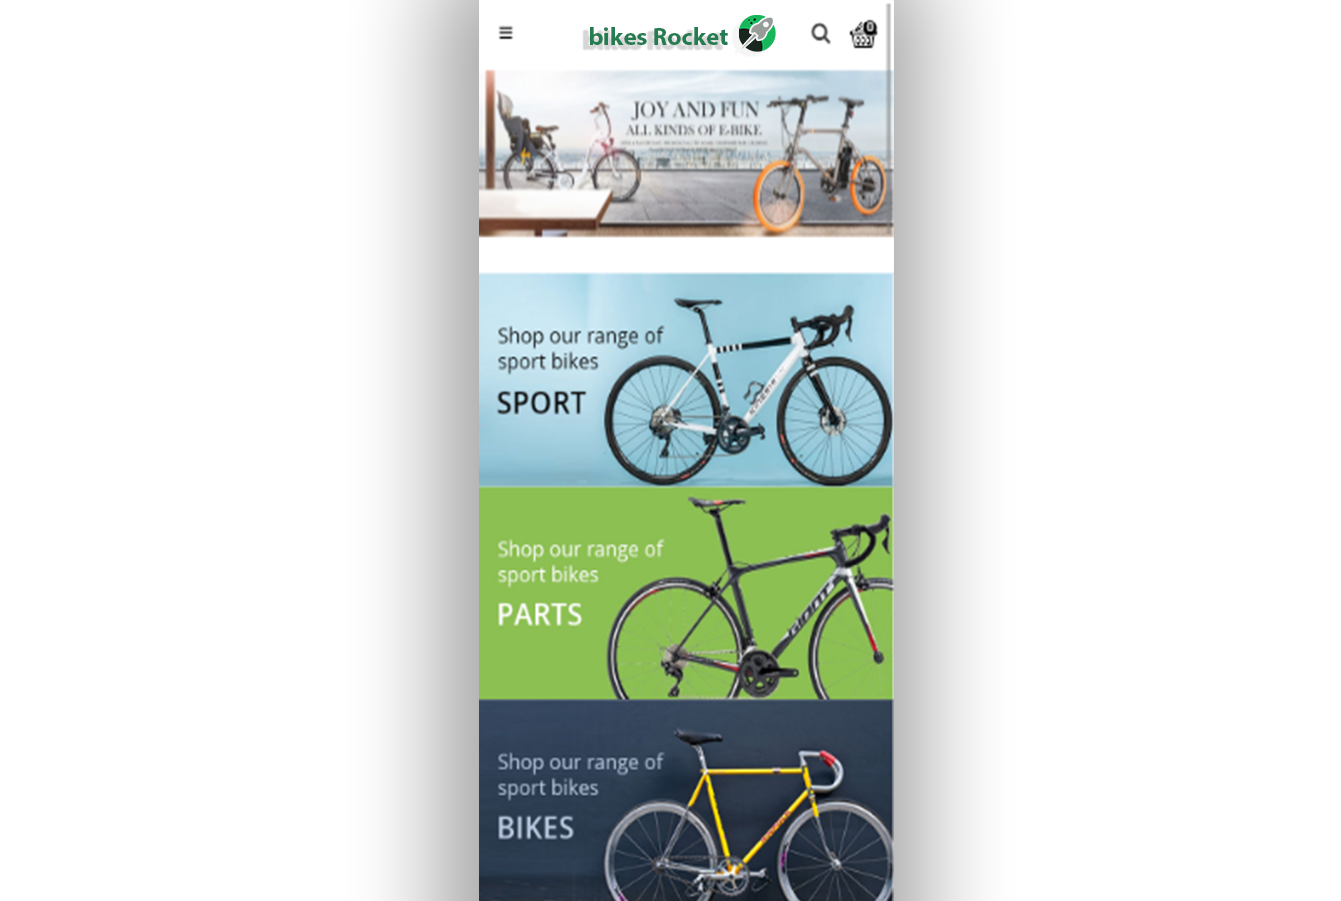 bikes Rocket
0
JOY AND FUN
ALL KINDS OF E-BIKE
Shop our range of
sport bikes
SPORT
Shop our range of
sport bikes
PARTS
GIANT
Shop our range of
sport bikes
BIKES